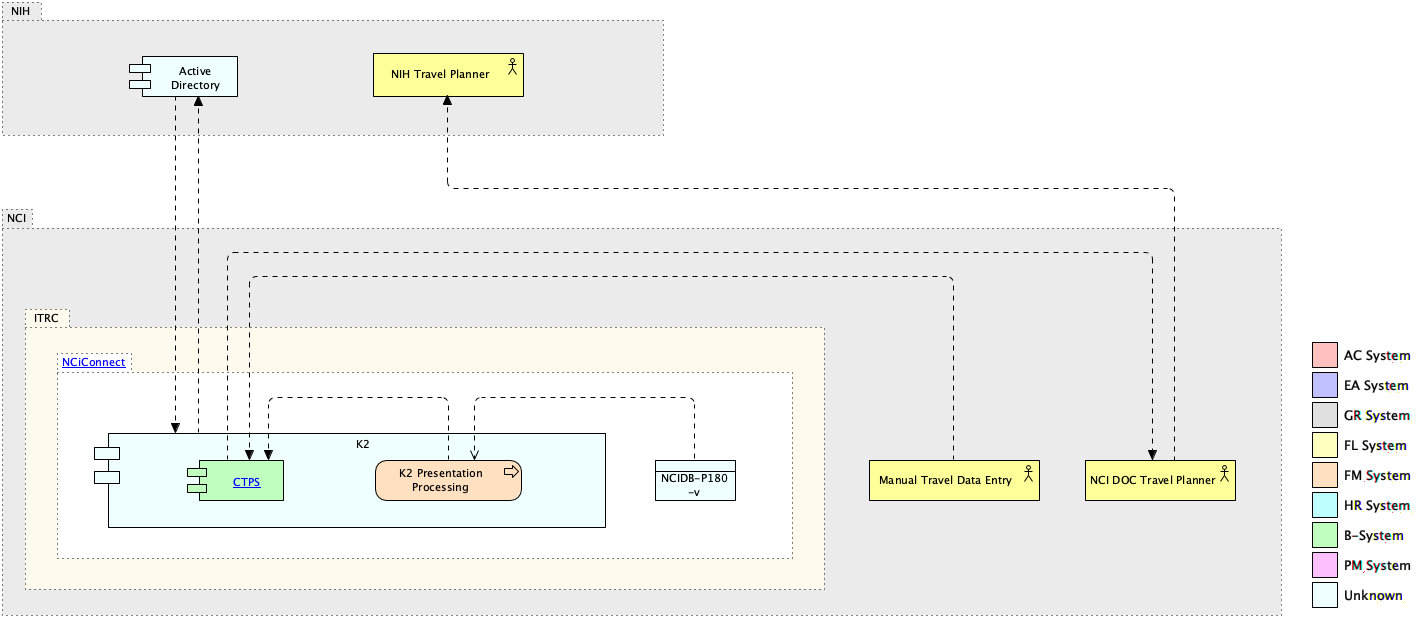 NIH
Active
Directory
NIH Travel Planner
NCI
ITRC
NCiConnect
K2
CTPS
K2 Presentation
Processing
NCIDB-P180
-v
Manual Travel Data Entry
NCI DOC Travel Planner
AC System
EA System
GR System
FL System
FM System
HR System
B-System
PM System
Unknown